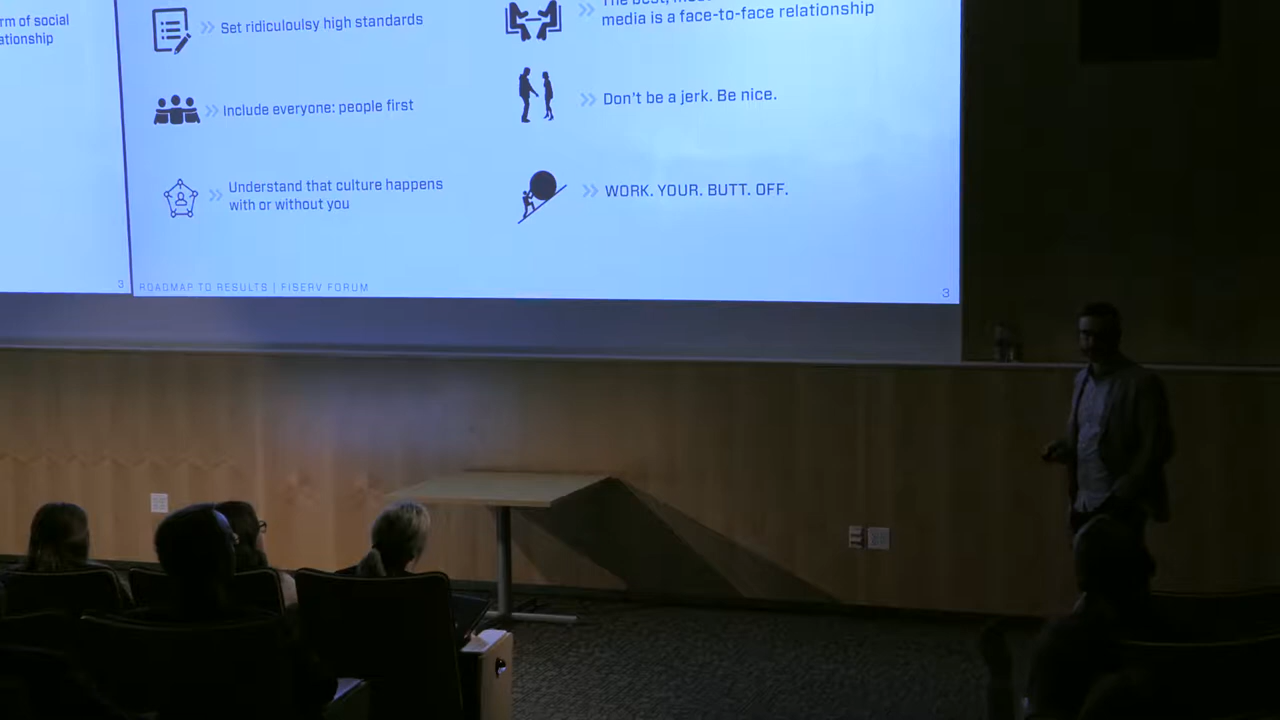 rm of social
ationship
3
Set ridiculoulsy high standards
Include everyone: people first
Understand that culture happens
with or without you
media is a face-to-face relationship
Don't be a jerk. Be nice.
WORK. YOUR. BUTT. OFF.
ROADMAP TO RESULTS | FISERV FORUM
3